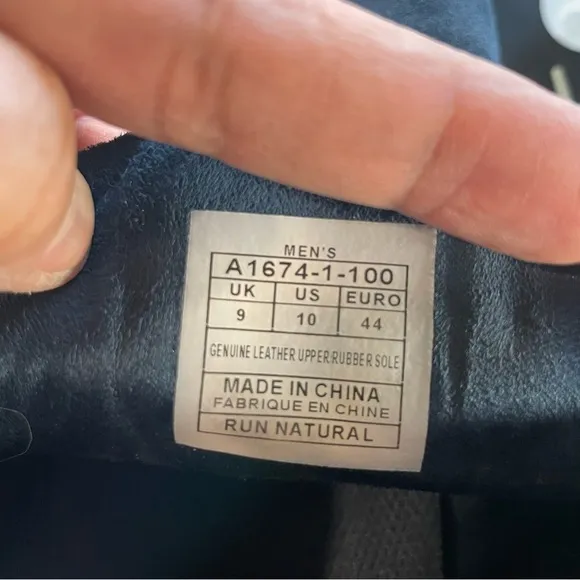 MEN'S
A1674-1-100
UK US EURO
9 10 44
GENUINE LEATHER UPPER RUBBER SOLE
MADE IN CHINA
FABRIQUE EN CHINE
RUN NATURAL